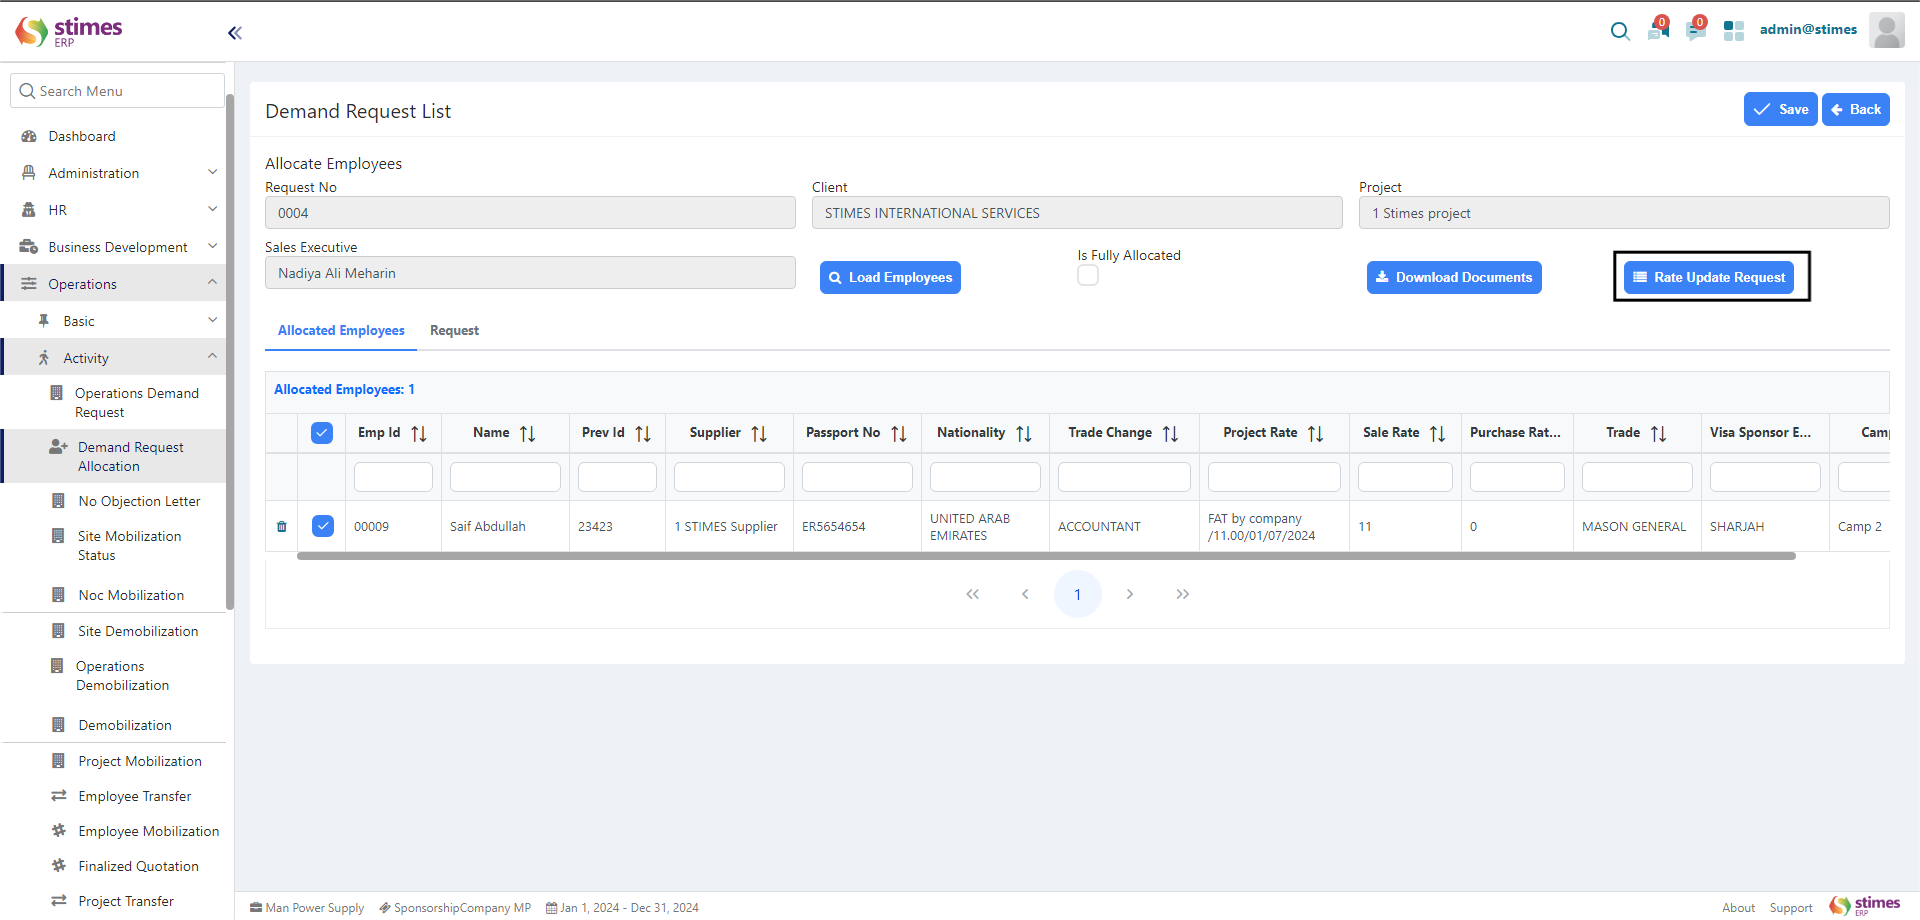 stimes
ERP
0
0
admin@stimes
Search Menu
Dashboard
Administration
HR
Business Development
Operations
Basic
Activity
Operations Demand
Request
Demand Request
Allocation
No Objection Letter
Site Mobilization
Status
Noc Mobilization
Site Demobilization
Operations
Demobilization
Demobilization
Project Mobilization
Employee Transfer
Employee Mobilization
Finalized Quotation
Project Transfer
Demand Request List
Save
Back
Allocate Employees
Request No
Client
Project
0004
STIMES INTERNATIONAL SERVICES
1 Stimes project
Sales Executive
Nadiya Ali Meharin
Load Employees
Is Fully Allocated
Download Documents
Rate Update Request
Allocated Employees
Request
Allocated Employees: 1
Emp Id
Name
Prev Id
Supplier
Passport No
Nationality
Trade Change
Project Rate
Sale Rate
Purchase Rat...
Trade
Visa Sponsor E...
Camp
00009
Saif Abdullah
23423
1 STIMES Supplier
ER5654654
UNITED ARAB
EMIRATES
ACCOUNTANT
FAT by company
/11.00/01/07/2024
11
0
MASON GENERAL
SHARJAH
Camp 2
1
Man Power Supply
SponsorshipCompany MP
Jan 1, 2024 - Dec 31, 2024
About
Support
stimes
ERP